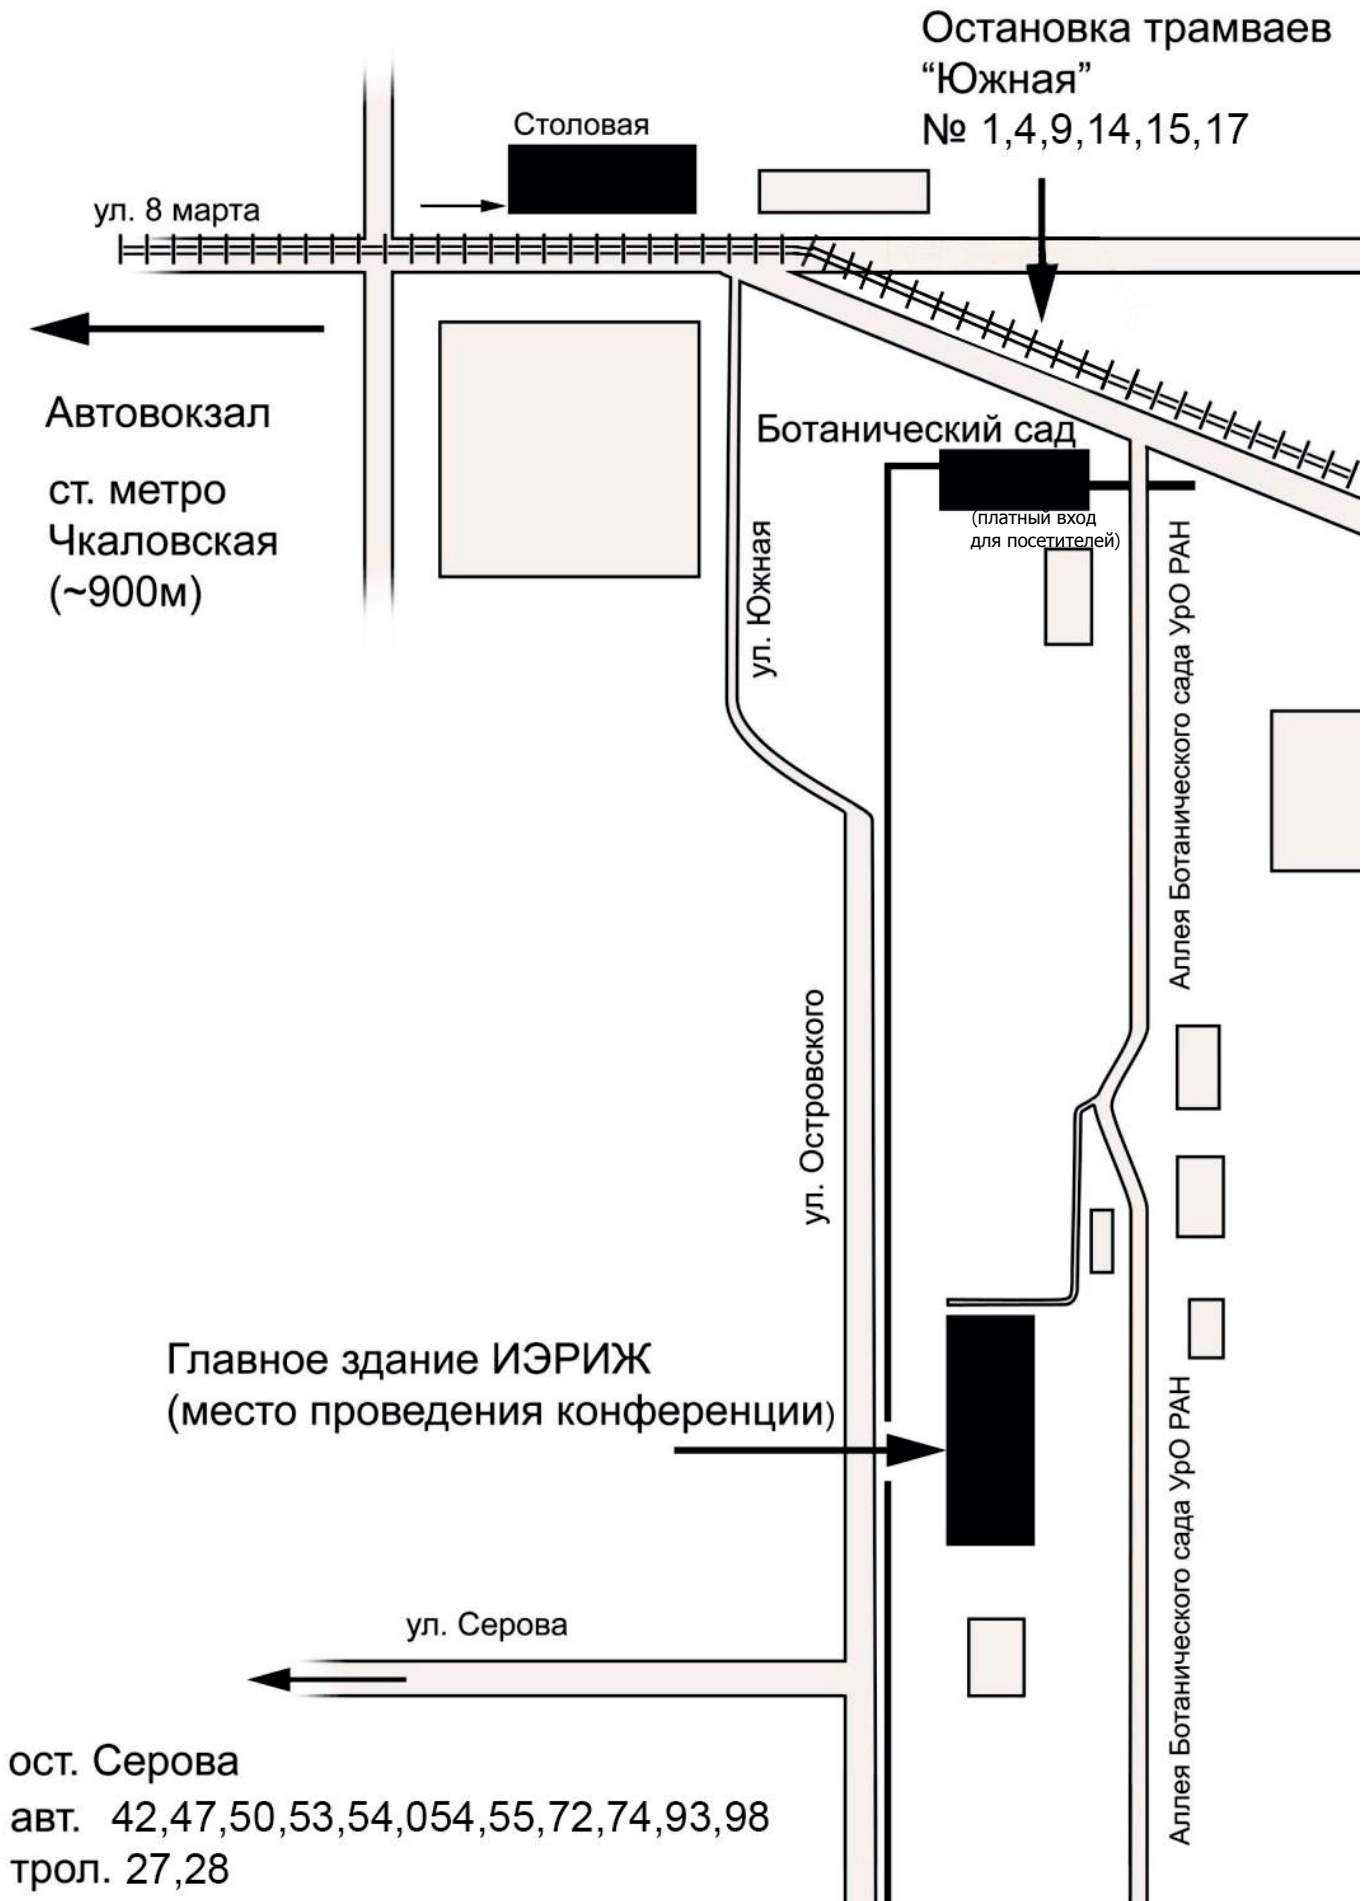 Остановка трамваев
“Южная”
№ 1,4,9,14,15,17
Столовая
ул. 8 марта
Автовокзал
ст. метро
Чкаловская
(~900м)
Ботанический сад
(платный вход
для посетителей)
ул. Южная
Аллея Ботанического сада УрО РАН
ул. Островского
Главное здание ИЭРИЖ
(место проведения конференции)
Аллея Ботанического сада УрО РАН
ул. Серова
ост. Серова
авт. 42,47,50,53,54,054,55,72,74,93,98
трол. 27,28